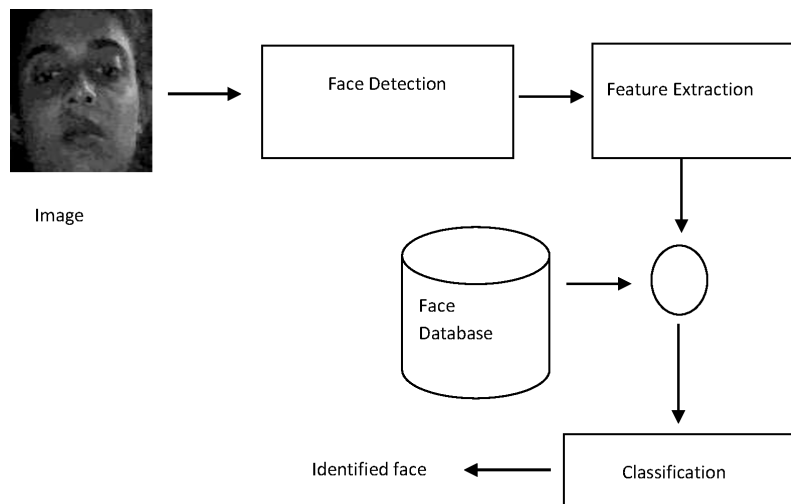 Face Detection
Feature Extraction
Image
Face
Database
Identified face
Classification